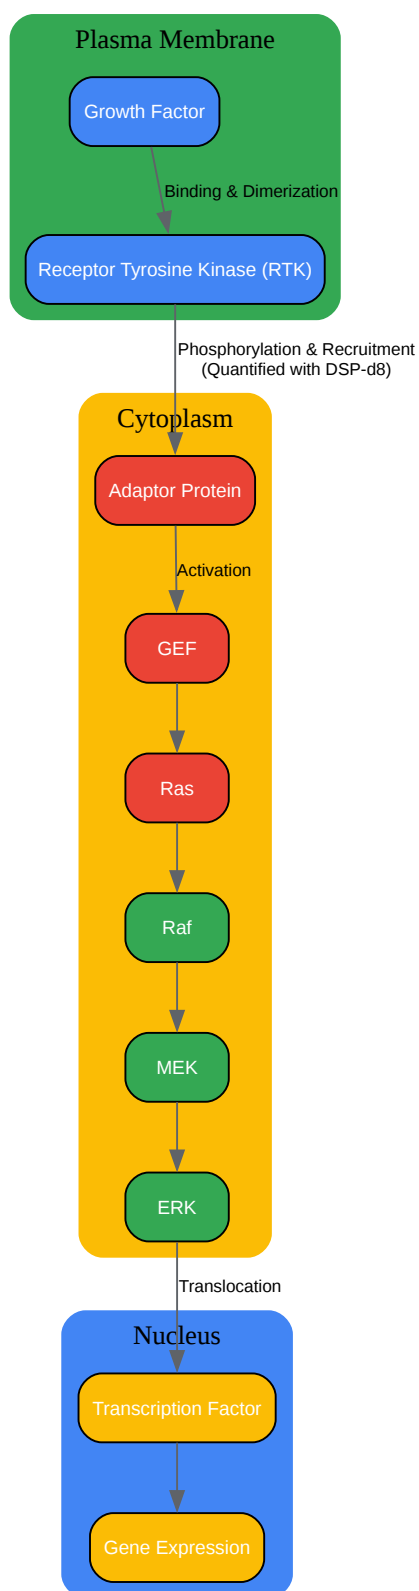 Plasma Membrane
Growth Factor
Binding & Dimerization
Receptor Tyrosine Kinase (RTK)
Phosphorylation & Recruitment
(Quantified with DSP-d8)
Cytoplasm
Adaptor Protein
Activation
GEF
Ras
Raf
MEK
ERK
Translocation
Nucleus
Transcription Factor
Gene Expression